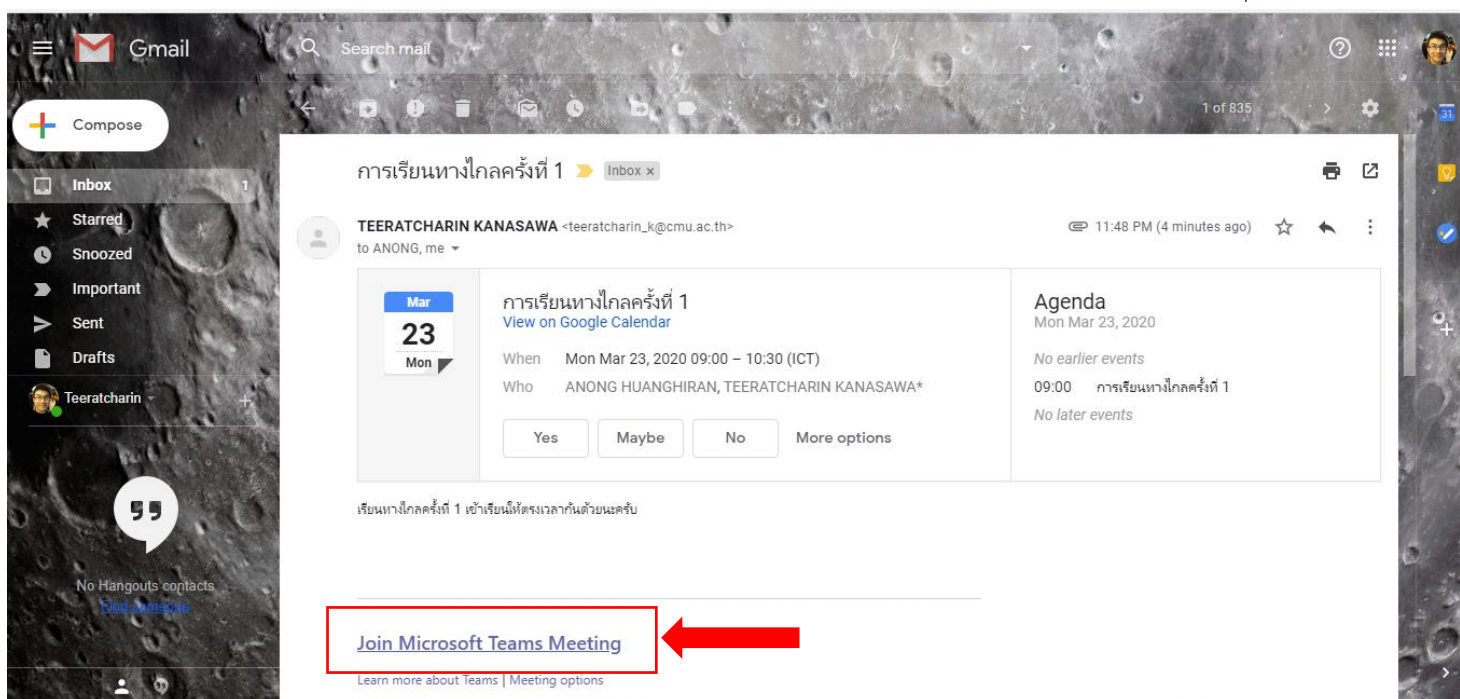 Gmail
Search mail
Compose
1 of 835
31
Inbox 1
Starred
Snoozed
Important
Sent
Drafts
Teeratcharin
No Hangouts contacts
Find someone
การเรียนทางไกลครั้งที่ 1 Inbox x
TEERATCHARIN KANASAWA <teeratcharin_k@cmu.ac.th> 11:48 PM (4 minutes ago)
to ANONG, me
Mar
23
Mon
การเรียนทางไกลครั้งที่ 1
View on Google Calendar
When Mon Mar 23, 2020 09:00 – 10:30 (ICT)
Who ANONG HUANGHIRAN, TEERATCHARIN KANASAWA*
Yes Maybe No More options
Agenda
Mon Mar 23, 2020
No earlier events
09:00 การเรียนทางไกลครั้งที่ 1
No later events
เรียนทางไกลครั้งที่ 1 เข้าเรียนให้ตรงเวลากันด้วยนะครับ
Join Microsoft Teams Meeting
Learn more about Teams | Meeting options